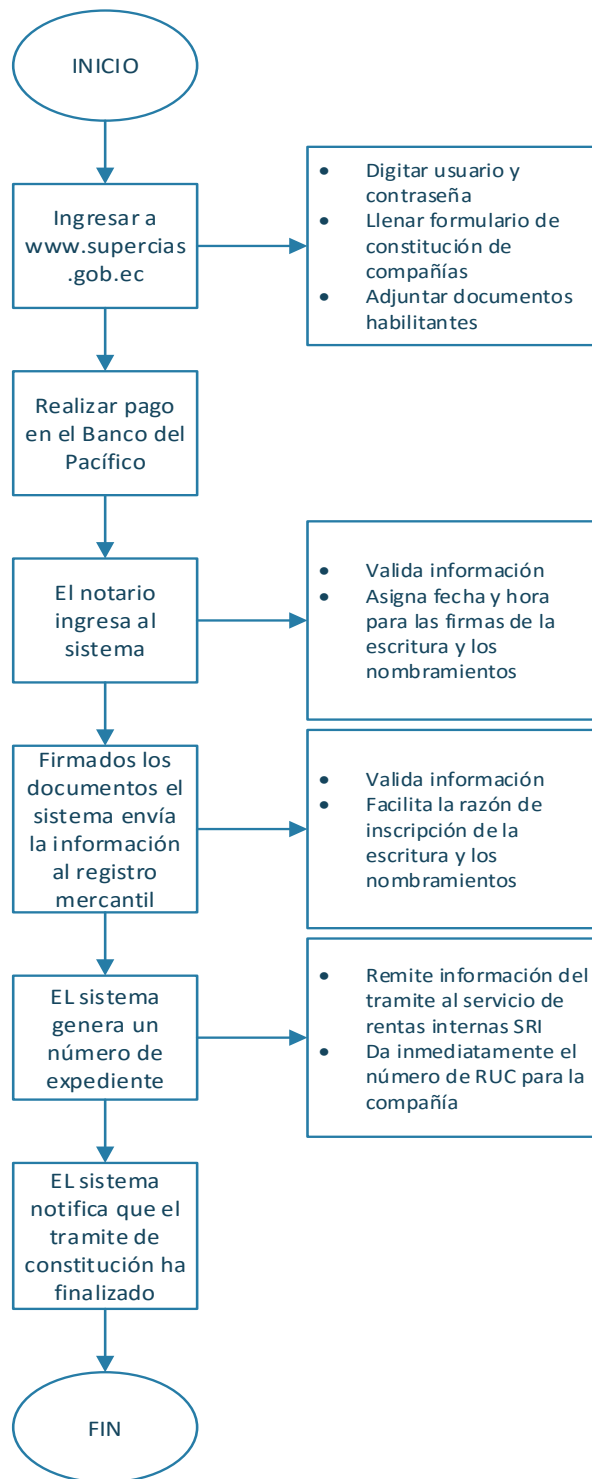 INICIO
Ingresar a
www.supercias
.gob.ec
• Digitar usuario y
contraseña
• Llenar formulario de
constitución de
compañías
• Adjuntar documentos
habilitantes
Realizar pago
en el Banco del
Pacífico
El notario
ingresa al
sistema
• Valida información
• Asigna fecha y hora
para las firmas de la
escritura y los
nombramientos
Firmados los
documentos el
sistema envía
la información
al registro
mercantil
• Valida información
• Facilita la razón de
inscripción de la
escritura y los
nombramientos
EL sistema
genera un
número de
expediente
• Remite información del
tramite al servicio de
rentas internas SRI
• Da inmediatamente el
número de RUC para la
compañía
EL sistema
notifica que el
tramite de
constitución ha
finalizado
FIN